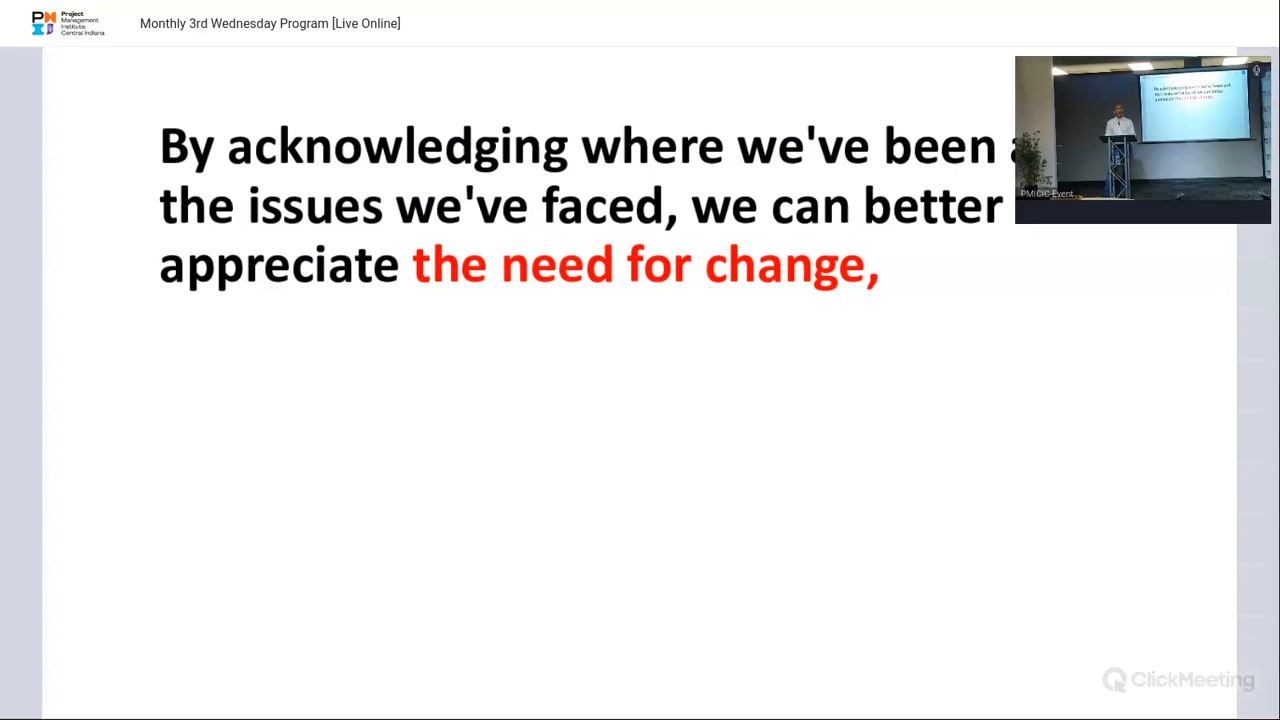 Project
Management
Institute.
Central Indiana
Monthly 3rd Wednesday Program [Live Online]
By acknowledging where we've been
the issues we've faced, we can better
appreciate the need for change,
PMICIC Event
ClickMeeting